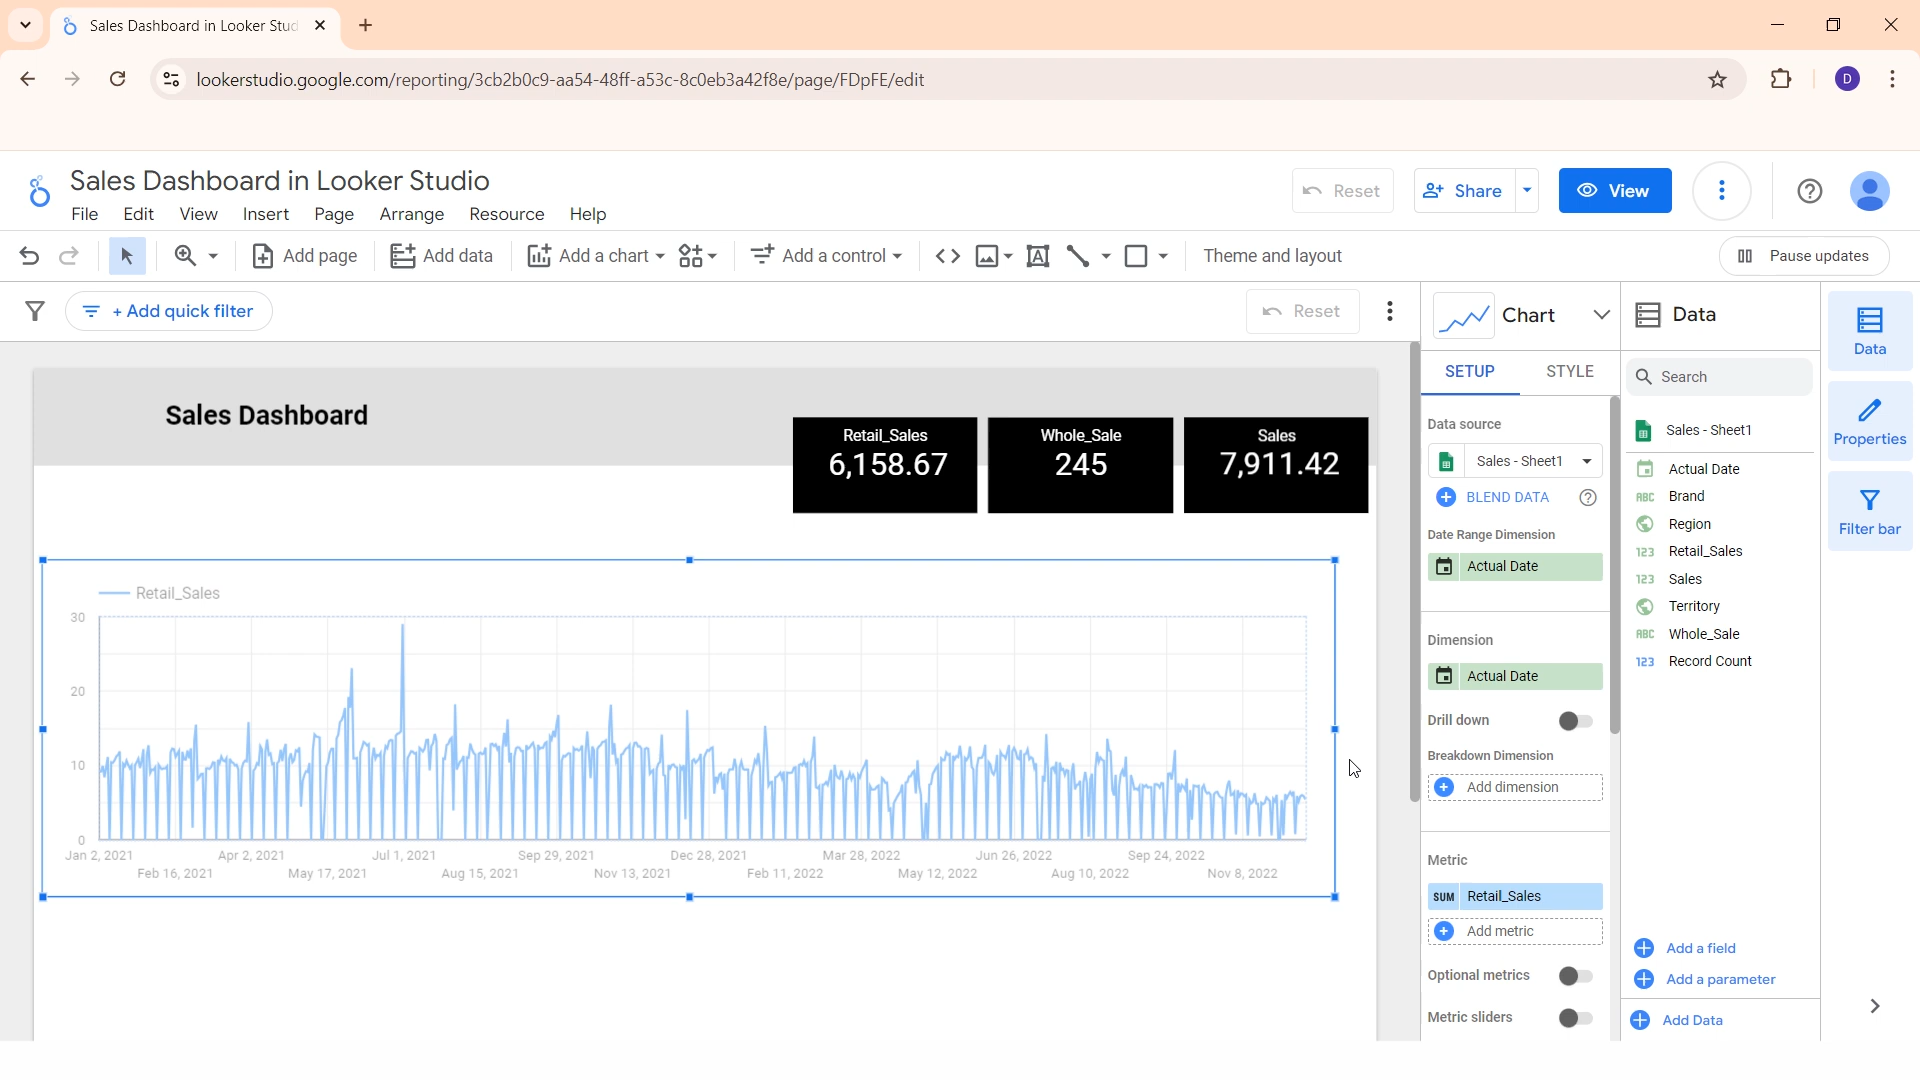 Sales Dashboard in Looker Stud
lookerstudio.google.com/reporting/3cb2b0c9-aa54-48ff-a53c-8c0eb3a42f8e/page/FDpFE/edit
D
Sales Dashboard in Looker Studio
File Edit View Insert Page Arrange Resource Help
Reset
Share
View
Add page
Add data
Add a chart
Add a control
Theme and layout
Pause updates
+ Add quick filter
Reset
Sales Dashboard
Retail_Sales
6,158.67
Whole_Sale
245
Sales
7,911.42
Retail_Sales
30
20
10
0
Jan 2, 2021 Apr 2, 2021 Jul 1, 2021 Sep 29, 2021 Dec 28, 2021 Mar 28, 2022 Jun 26, 2022 Sep 24, 2022
Feb 16, 2021 May 17, 2021 Aug 15, 2021 Nov 13, 2021 Feb 11, 2022 May 12, 2022 Aug 10, 2022 Nov 8, 2022
Chart
SETUP STYLE
Data source
Sales - Sheet1
BLEND DATA
Date Range Dimension
Actual Date
Dimension
Actual Date
Drill down
Breakdown Dimension
Add dimension
Metric
SUM Retail_Sales
Add metric
Optional metrics
Metric sliders
Data
Search
Sales - Sheet1
Actual Date
ABC Brand
Region
123 Retail_Sales
123 Sales
Territory
ABC Whole_Sale
123 Record Count
Add a field
Add a parameter
Add Data
Data
Properties
Filter bar